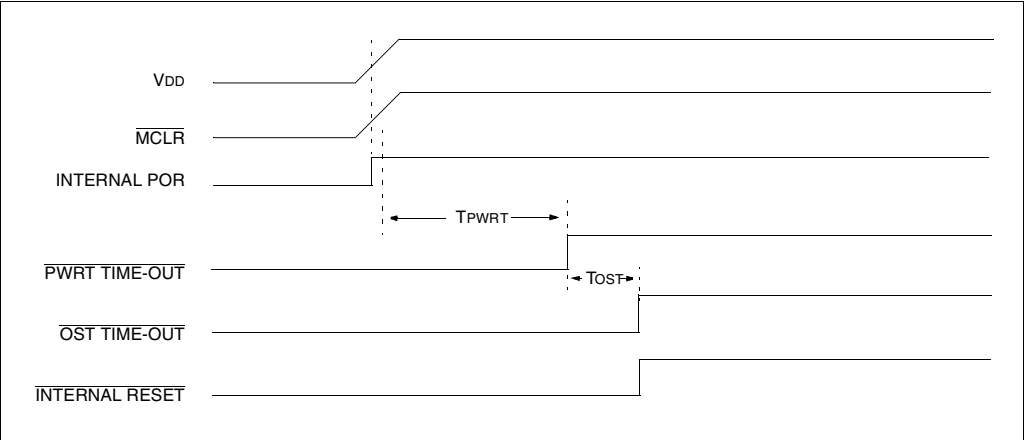 VDD
MCLR
INTERNAL POR
TPWRT
PWRT TIME-OUT
TOST
OST TIME-OUT
INTERNAL RESET